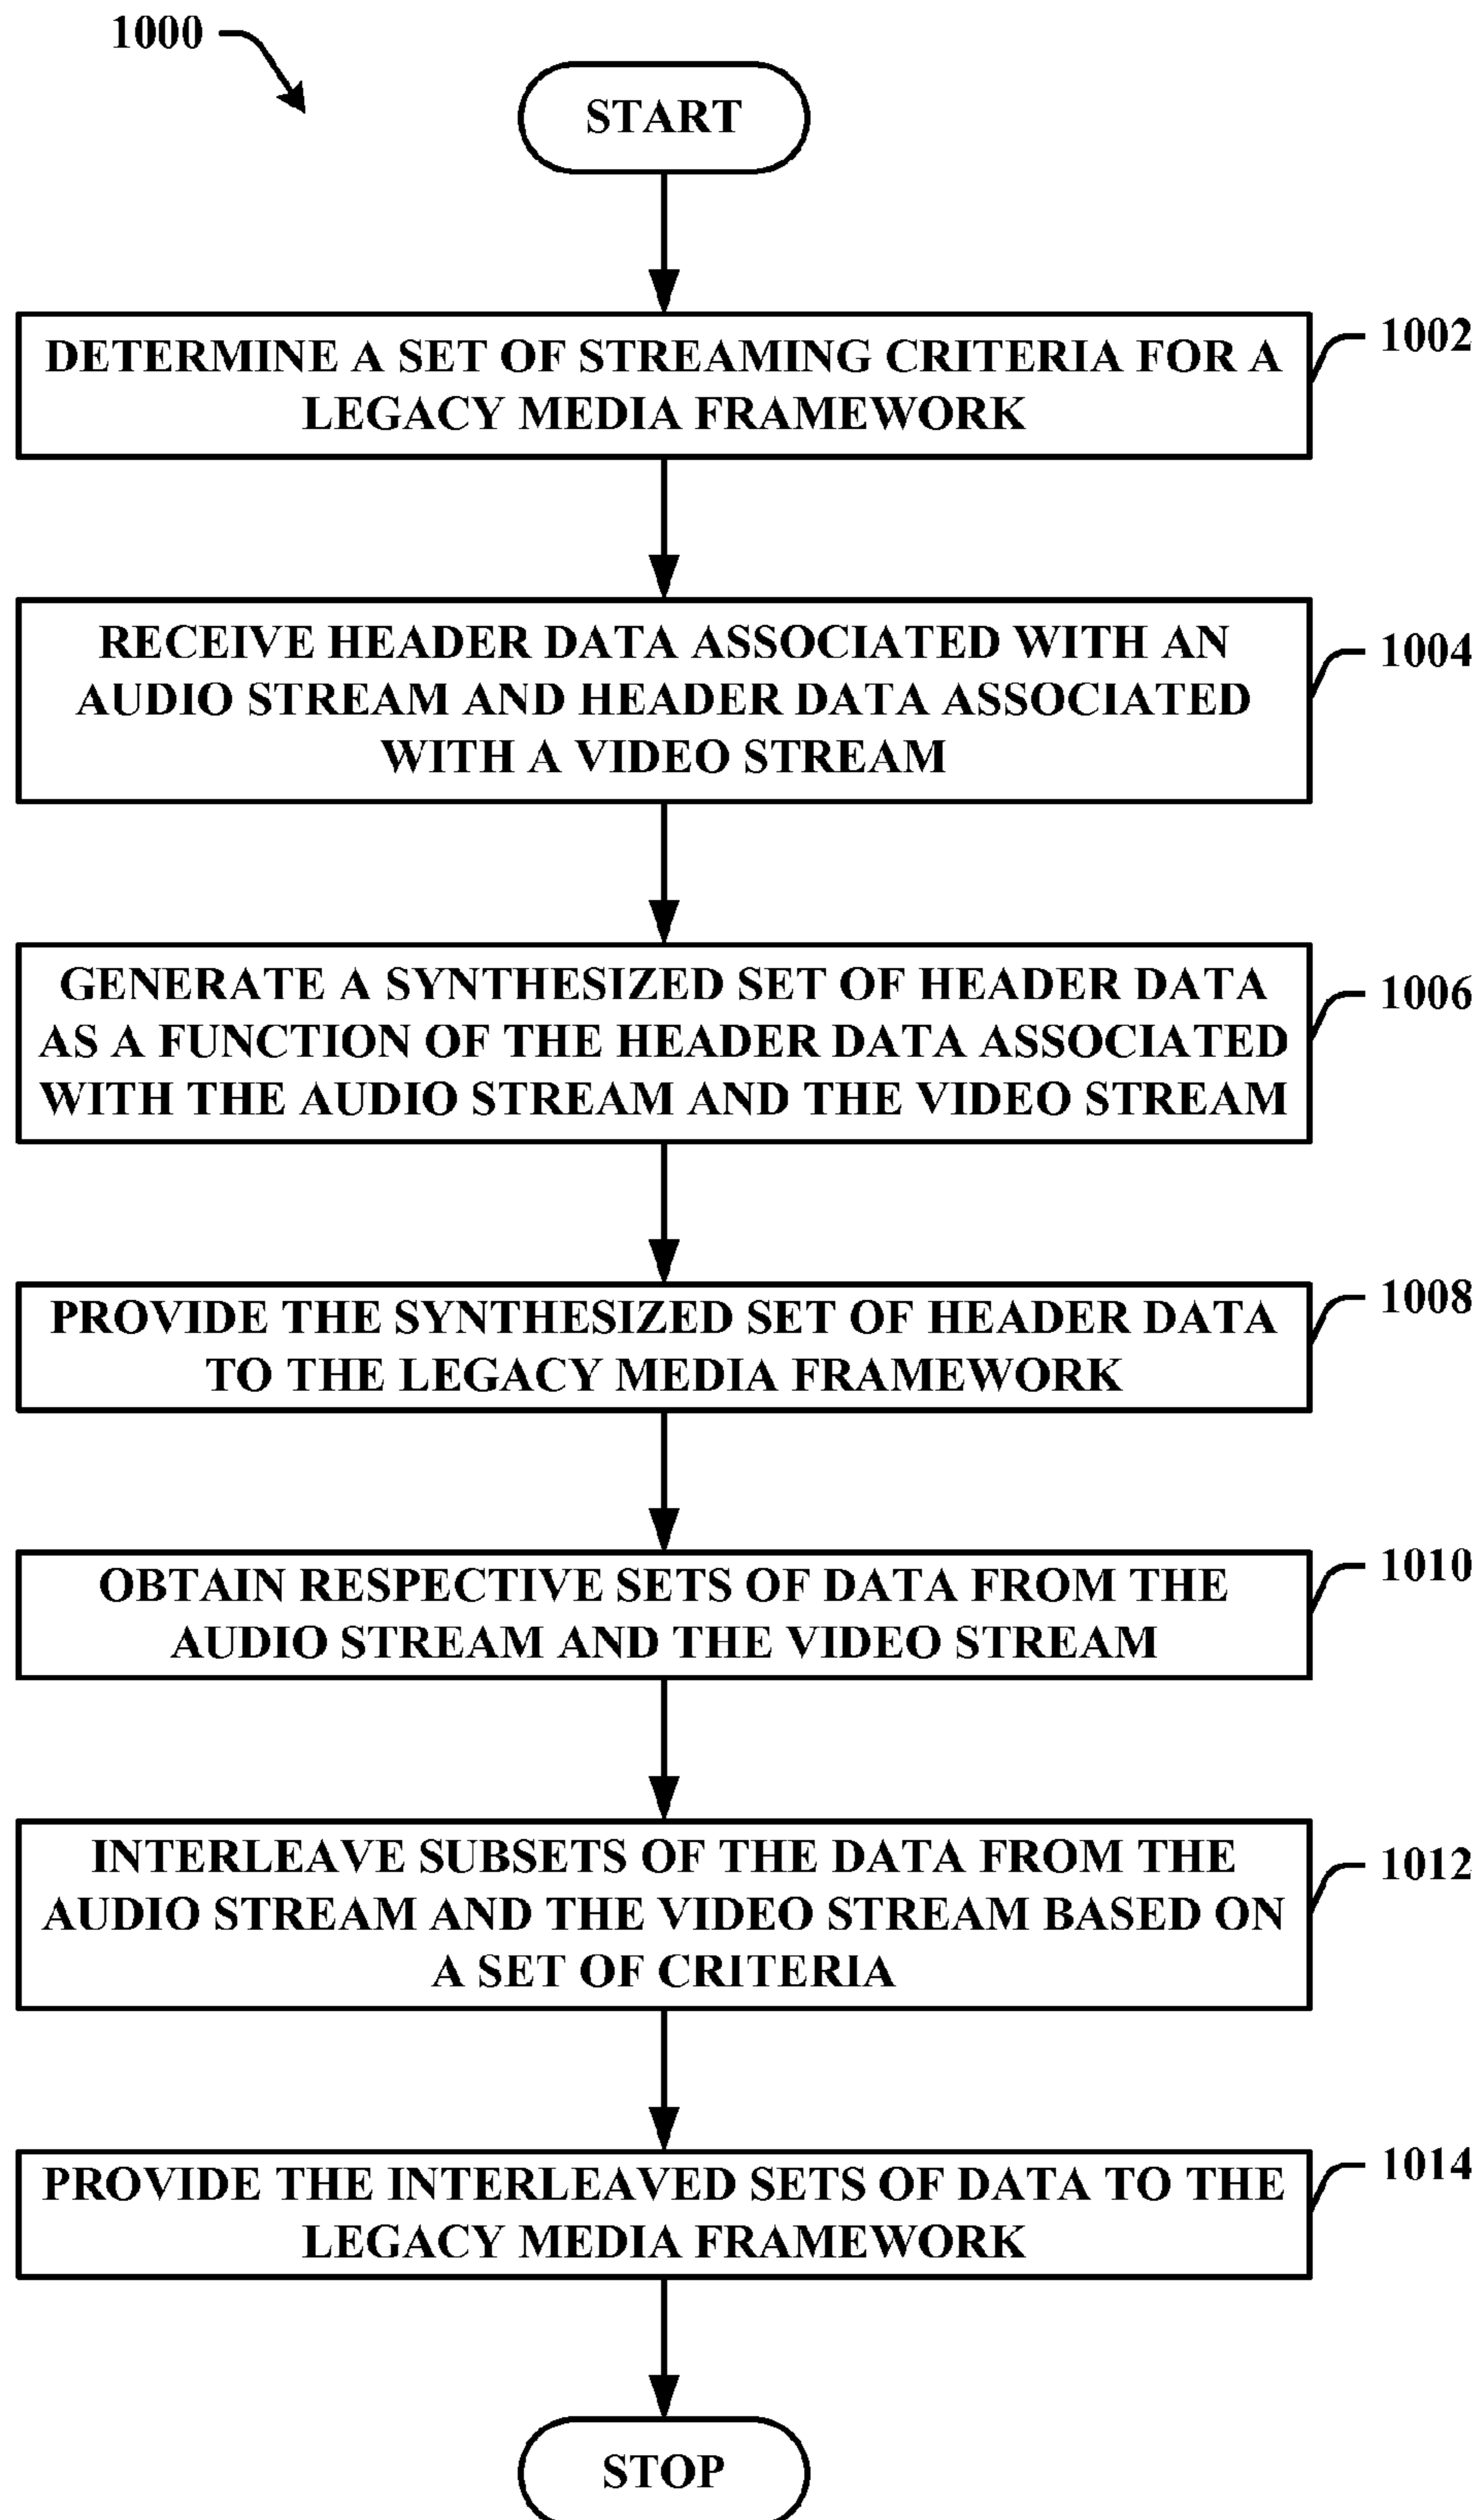 1000
START
DETERMINE A SET OF STREAMING CRITERIA FOR A
LEGACY MEDIA FRAMEWORK
1002
RECEIVE HEADER DATA ASSOCIATED WITH AN
AUDIO STREAM AND HEADER DATA ASSOCIATED
WITH A VIDEO STREAM
1004
GENERATE A SYNTHESIZED SET OF HEADER DATA
AS A FUNCTION OF THE HEADER DATA ASSOCIATED
WITH THE AUDIO STREAM AND THE VIDEO STREAM
1006
PROVIDE THE SYNTHESIZED SET OF HEADER DATA
TO THE LEGACY MEDIA FRAMEWORK
1008
OBTAIN RESPECTIVE SETS OF DATA FROM THE
AUDIO STREAM AND THE VIDEO STREAM
1010
INTERLEAVE SUBSETS OF THE DATA FROM THE
AUDIO STREAM AND THE VIDEO STREAM BASED ON
A SET OF CRITERIA
1012
PROVIDE THE INTERLEAVED SETS OF DATA TO THE
LEGACY MEDIA FRAMEWORK
1014
STOP